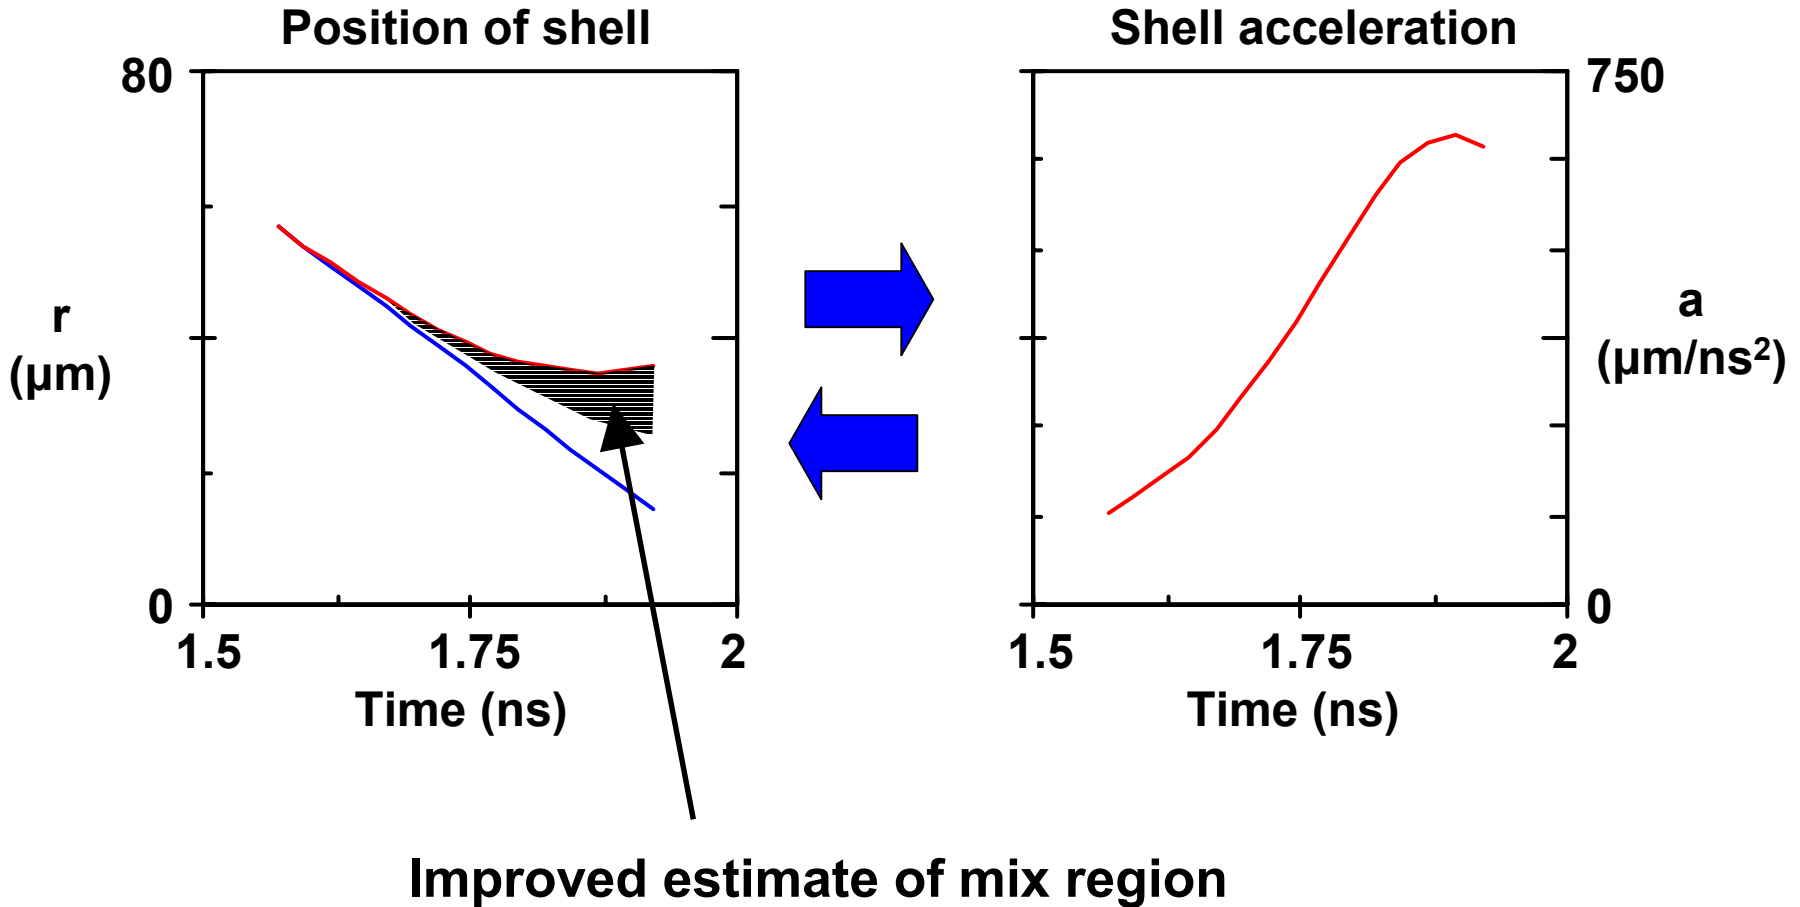 Position of shell
80
r
(µm)
0
1.5
1.75
2
Time (ns)
Shell acceleration
750
a
(µm/ns²)
0
1.5
1.75
2
Time (ns)
Improved estimate of mix region